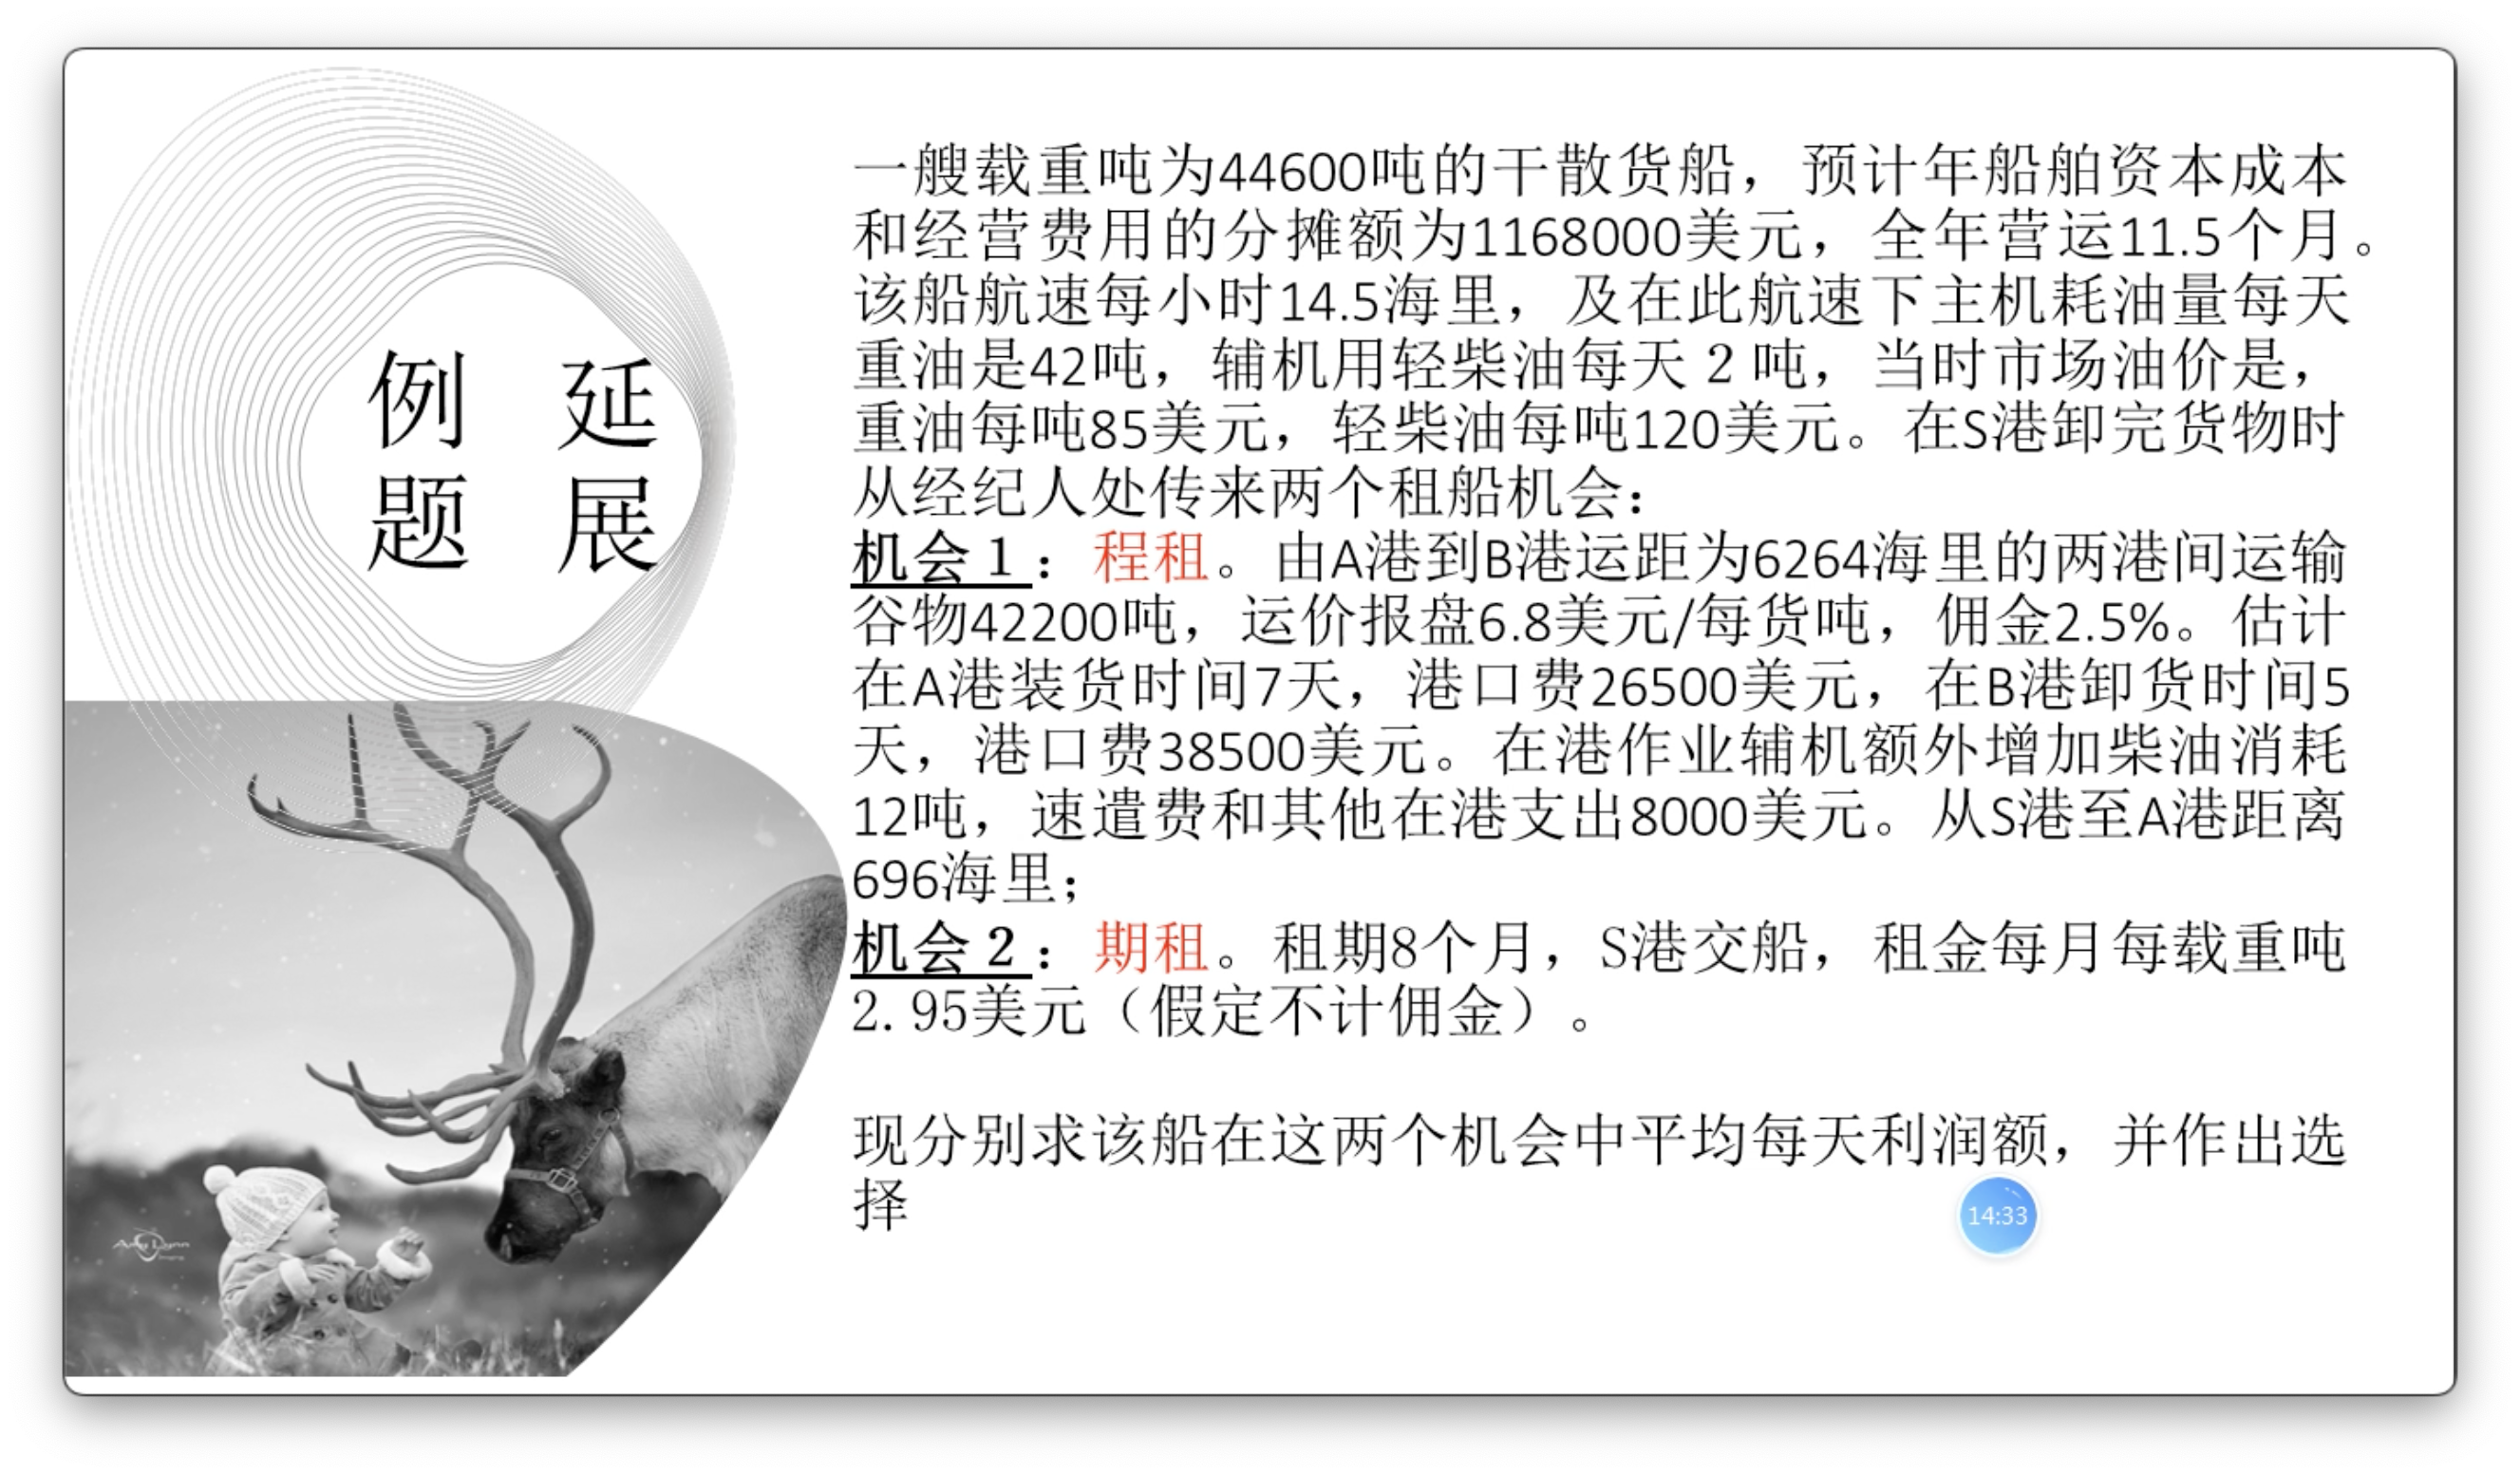 延展
例题
一艘载重吨为44600吨的干散货船，预计年船舶资本成本
和经营费用的分摊额为1168000美元，全年营运11.5个月。
该船航速每小时14.5海里，及在此航速下主机耗油量每天
重油是42吨，辅机用轻柴油每天２吨，当时市场油价是，
重油每吨85美元，轻柴油每吨120美元。在S港卸完货物时
从经纪人处传来两个租船机会：
机会１：程租。由A港到B港运距为6264海里的两港间运输
谷物42200吨，运价报盘6.8美元/每货吨，佣金2.5%。估计
在A港装货时间7天，港口费26500美元，在B港卸货时间5
天，港口费38500美元。在港作业辅机额外增加柴油消耗
12吨，速遣费和其他在港支出8000美元。从S港至A港距离
696海里；
机会２：期租。租期8个月，S港交船，租金每月每载重吨
2.95美元（假定不计佣金）。
现分别求该船在这两个机会中平均每天利润额，并作出选
择
14:33
Amy Lynn